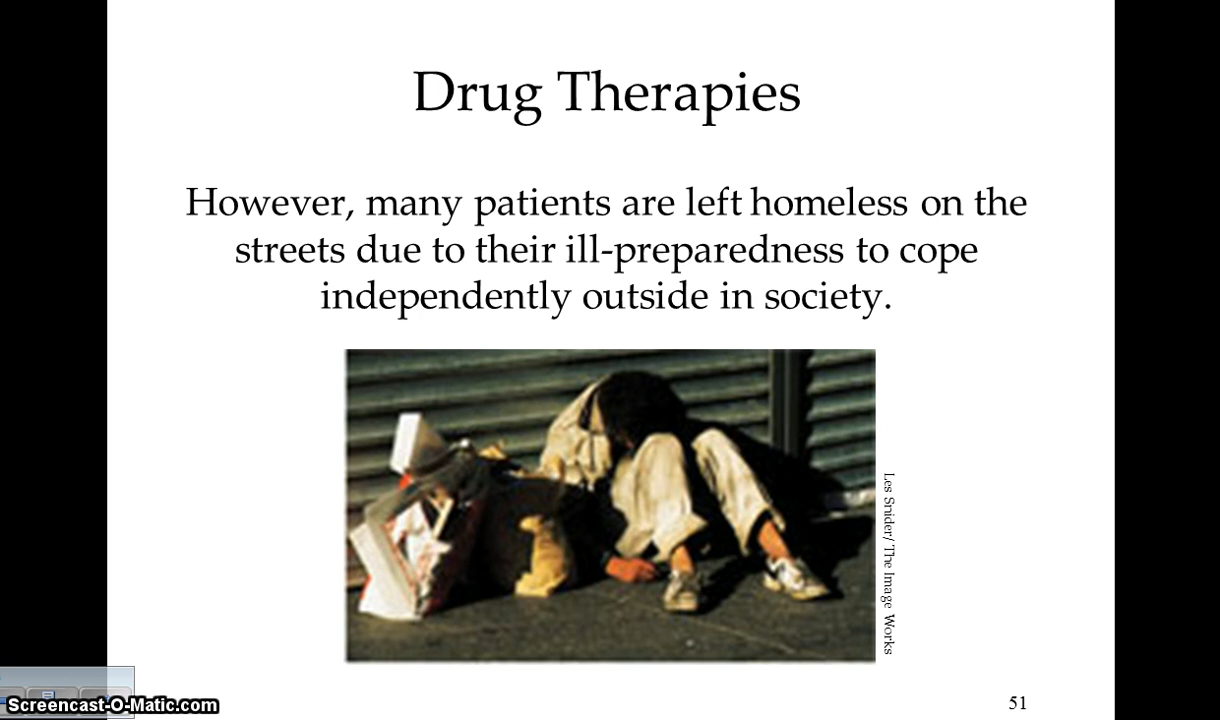 Drug Therapies
However, many patients are left homeless on the
streets due to their ill-preparedness to cope
independently outside in society.
Les Snider/ The Image Works
51
Screencast-O-Matic.com